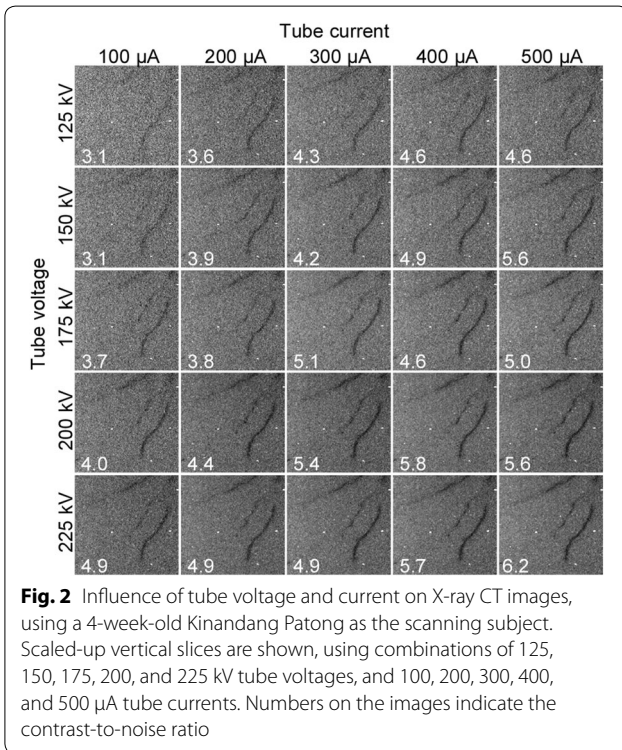 Tube current
100 µA 200 µA 300 µA 400 µA 500 µA
Tube voltage
125 kV
3.1 3.6 4.3 4.6 4.6
150 kV
3.1 3.9 4.2 4.9 5.6
175 kV
3.7 3.8 5.1 4.6 5.0
200 kV
4.0 4.4 5.4 5.8 5.6
225 kV
4.9 4.9 4.9 5.7 6.2
Fig. 2 Influence of tube voltage and current on X-ray CT images,
using a 4-week-old Kinandang Patong as the scanning subject.
Scaled-up vertical slices are shown, using combinations of 125,
150, 175, 200, and 225 kV tube voltages, and 100, 200, 300, 400,
and 500 µA tube currents. Numbers on the images indicate the
contrast-to-noise ratio